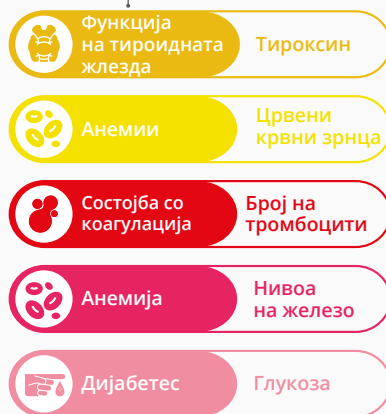 Функција
на тироидната
жлезда
Тироксин
Анемии
Црвени
крвни зрнца
Состојба со
коагулација
Број на
тромбоцити
Анемија
Нивоа
на железо
Дијабетес
Глукоза